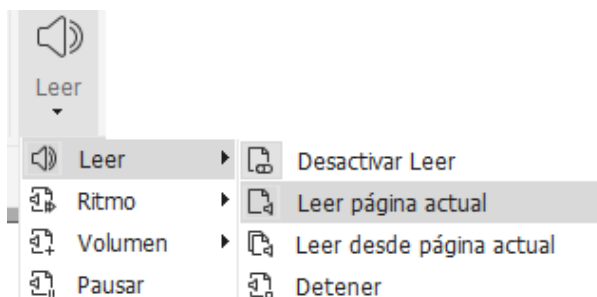 Leer
Leer
Desactivar Leer
Ritmo
Leer página actual
Volumen
Leer desde página actual
Pausar
Detener